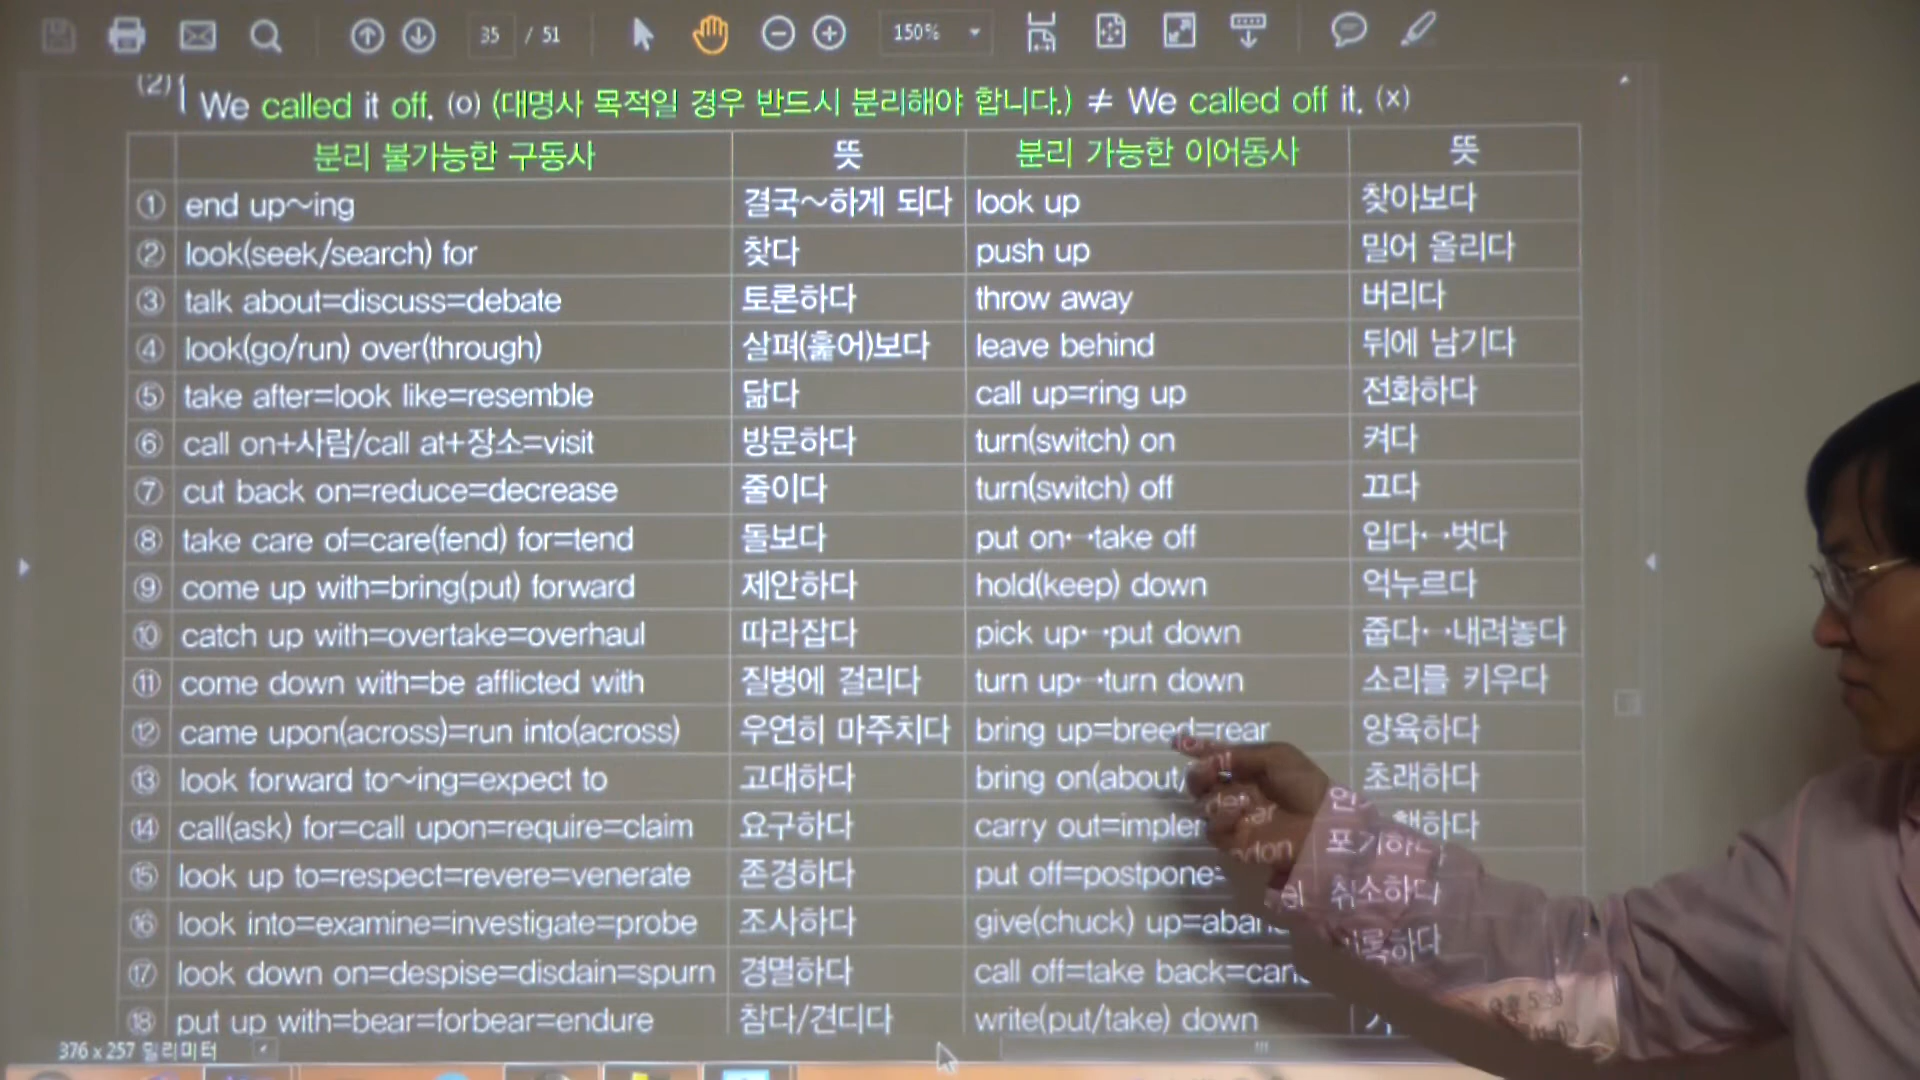 35 / 51 150%
(2) We called it off. (o) (대명사 목적일 경우 반드시 분리해야 합니다.) ≠ We called off it. (x)
분리 불가능한 구동사 뜻 분리 가능한 이어동사 뜻
① end up~ing 결국~하게 되다 look up 찾아보다
② look(seek/search) for 찾다 push up 밀어 올리다
③ talk about=discuss=debate 토론하다 throw away 버리다
④ look(go/run) over(through) 살펴(훑어)보다 leave behind 뒤에 남기다
⑤ take after=look like=resemble 닮다 call up=ring up 전화하다
⑥ call on+사람/call at+장소=visit 방문하다 turn(switch) on 켜다
⑦ cut back on=reduce=decrease 줄이다 turn(switch) off 끄다
⑧ take care of=care(fend) for=tend 돌보다 put on↔take off 입다↔벗다
⑨ come up with=bring(put) forward 제안하다 hold(keep) down 억누르다
⑩ catch up with=overtake=overhaul 따라잡다 pick up↔put down 줍다↔내려놓다
⑪ come down with=be afflicted with 질병에 걸리다 turn up↔turn down 소리를 키우다
⑫ came upon(across)=run into(across) 우연히 마주치다 bring up=breed=rear 양육하다
⑬ look forward to~ing=expect to 고대하다 bring on(about/ 초래하다
⑭ call(ask) for=call upon=require=claim 요구하다 carry out=imple 행하다
⑮ look up to=respect=revere=venerate 존경하다 put off=postpone= 포기하다
⑯ look into=examine=investigate=probe 조사하다 give(chuck) up=aban 취소하다
⑰ look down on=despise=disdain=spurn 경멸하다 call off=take back=can 록하다
⑱ put up with=bear=forbear=endure 참다/견디다 write(put/take) down
376 x 257 밀리미터